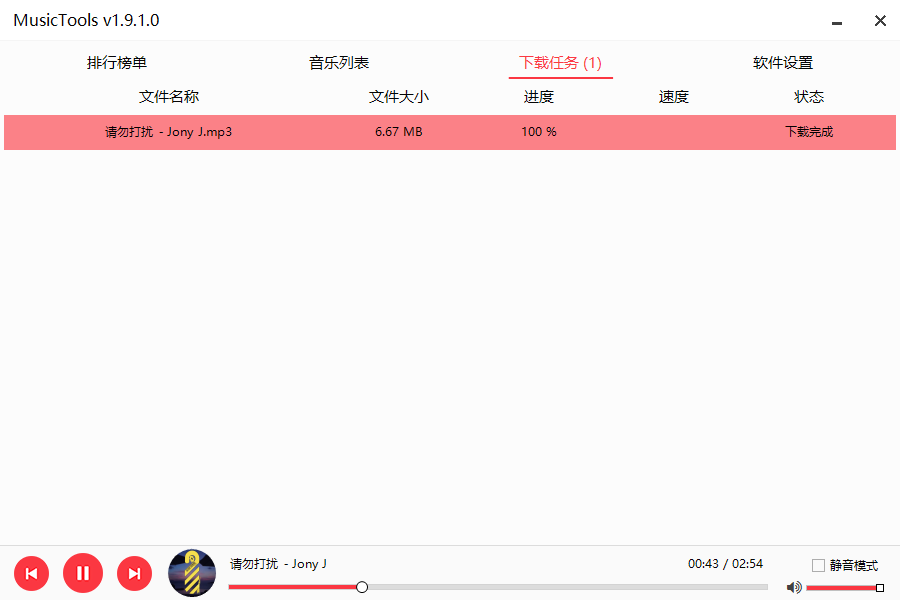 MusicTools v1.9.1.0
排行榜单 音乐列表 下载任务 (1) 软件设置
文件名称 文件大小 进度 速度 状态
请勿打扰 - Jony J.mp3 6.67 MB 100 % 下载完成
请勿打扰 - Jony J 00:43 / 02:54 静音模式